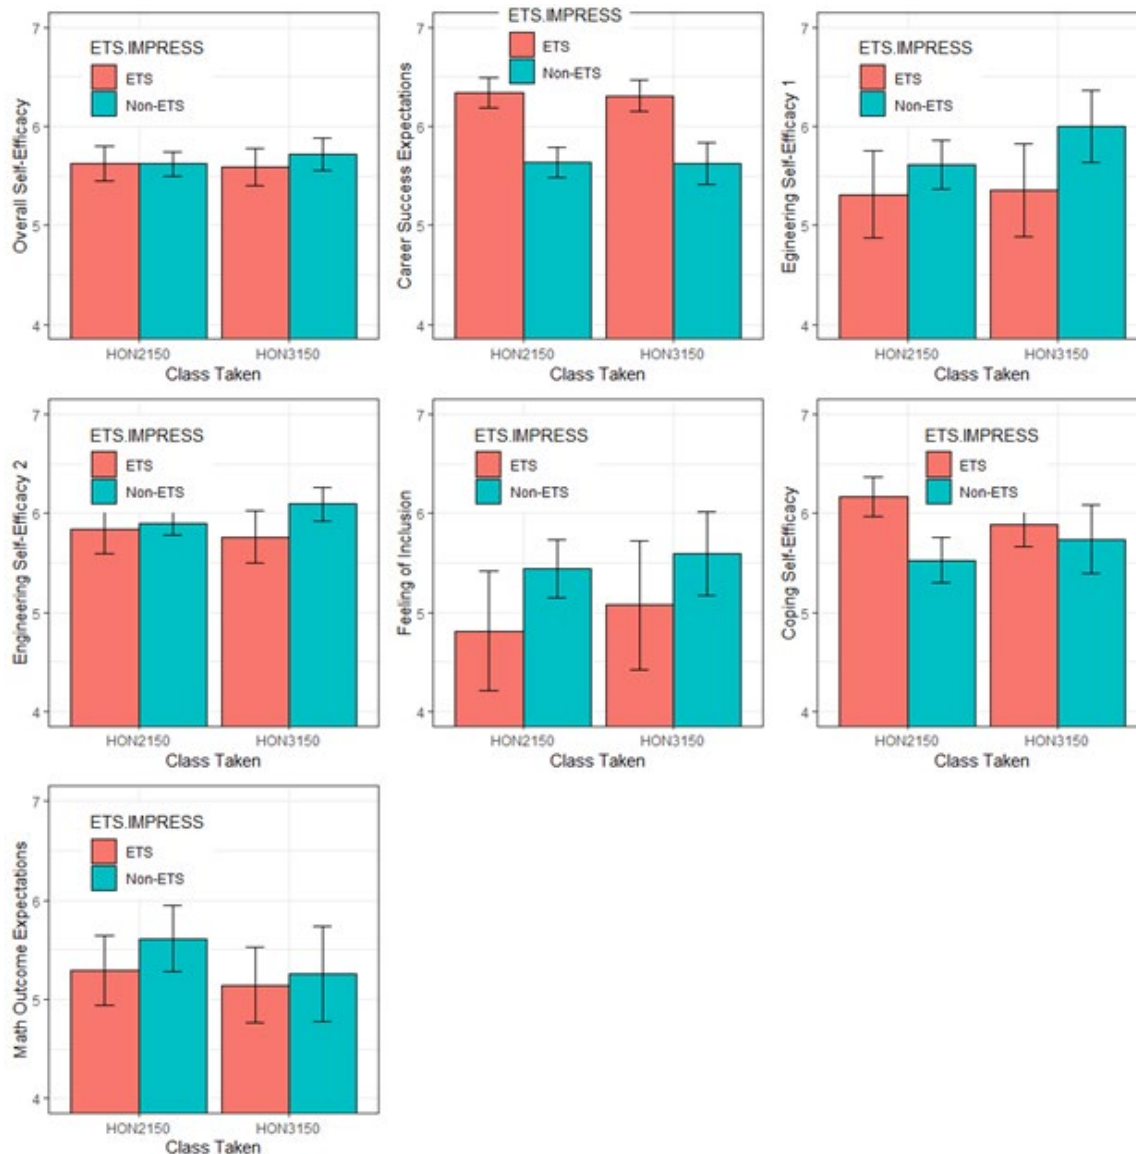 Overall Self-Efficacy
7
6
5
4
ETS.IMPRESS
ETS
Non-ETS
HON2150 HON3150
Class Taken
Career Success Expectations
7
6
5
4
ETS.IMPRESS
ETS
Non-ETS
HON2150 HON3150
Class Taken
Egineering Self-Efficacy 1
7
6
5
4
ETS.IMPRESS
ETS
Non-ETS
HON2150 HON3150
Class Taken
Engineering Self-Efficacy 2
7
6
5
4
ETS.IMPRESS
ETS
Non-ETS
HON2150 HON3150
Class Taken
Feeling of Inclusion
7
6
5
4
ETS.IMPRESS
ETS
Non-ETS
HON2150 HON3150
Class Taken
Coping Self-Efficacy
7
6
5
4
ETS.IMPRESS
ETS
Non-ETS
HON2150 HON3150
Class Taken
Math Outcome Expectations
7
6
5
4
ETS.IMPRESS
ETS
Non-ETS
HON2150 HON3150
Class Taken